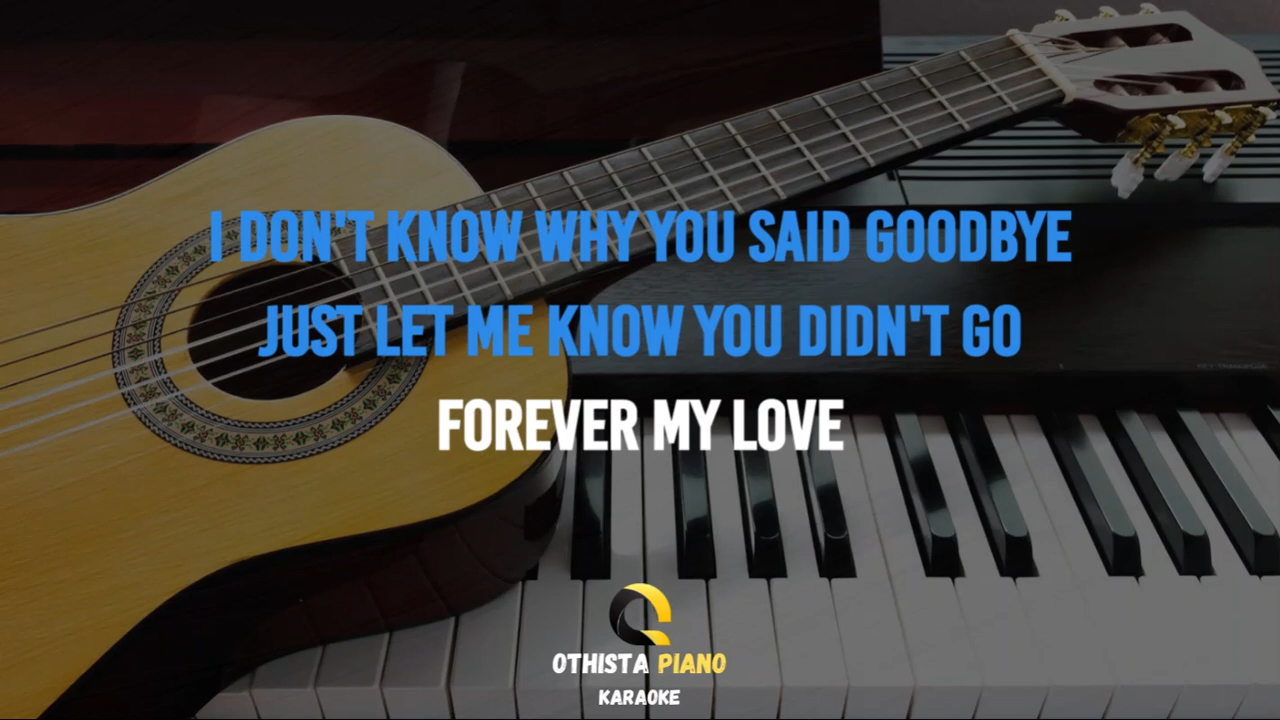 I DON'T KNOW WHY YOU SAID GOODBYE
JUST LET ME KNOW YOU DIDN'T GO
FOREVER MY LOVE
OTHISTA PIANO
KARAOKE